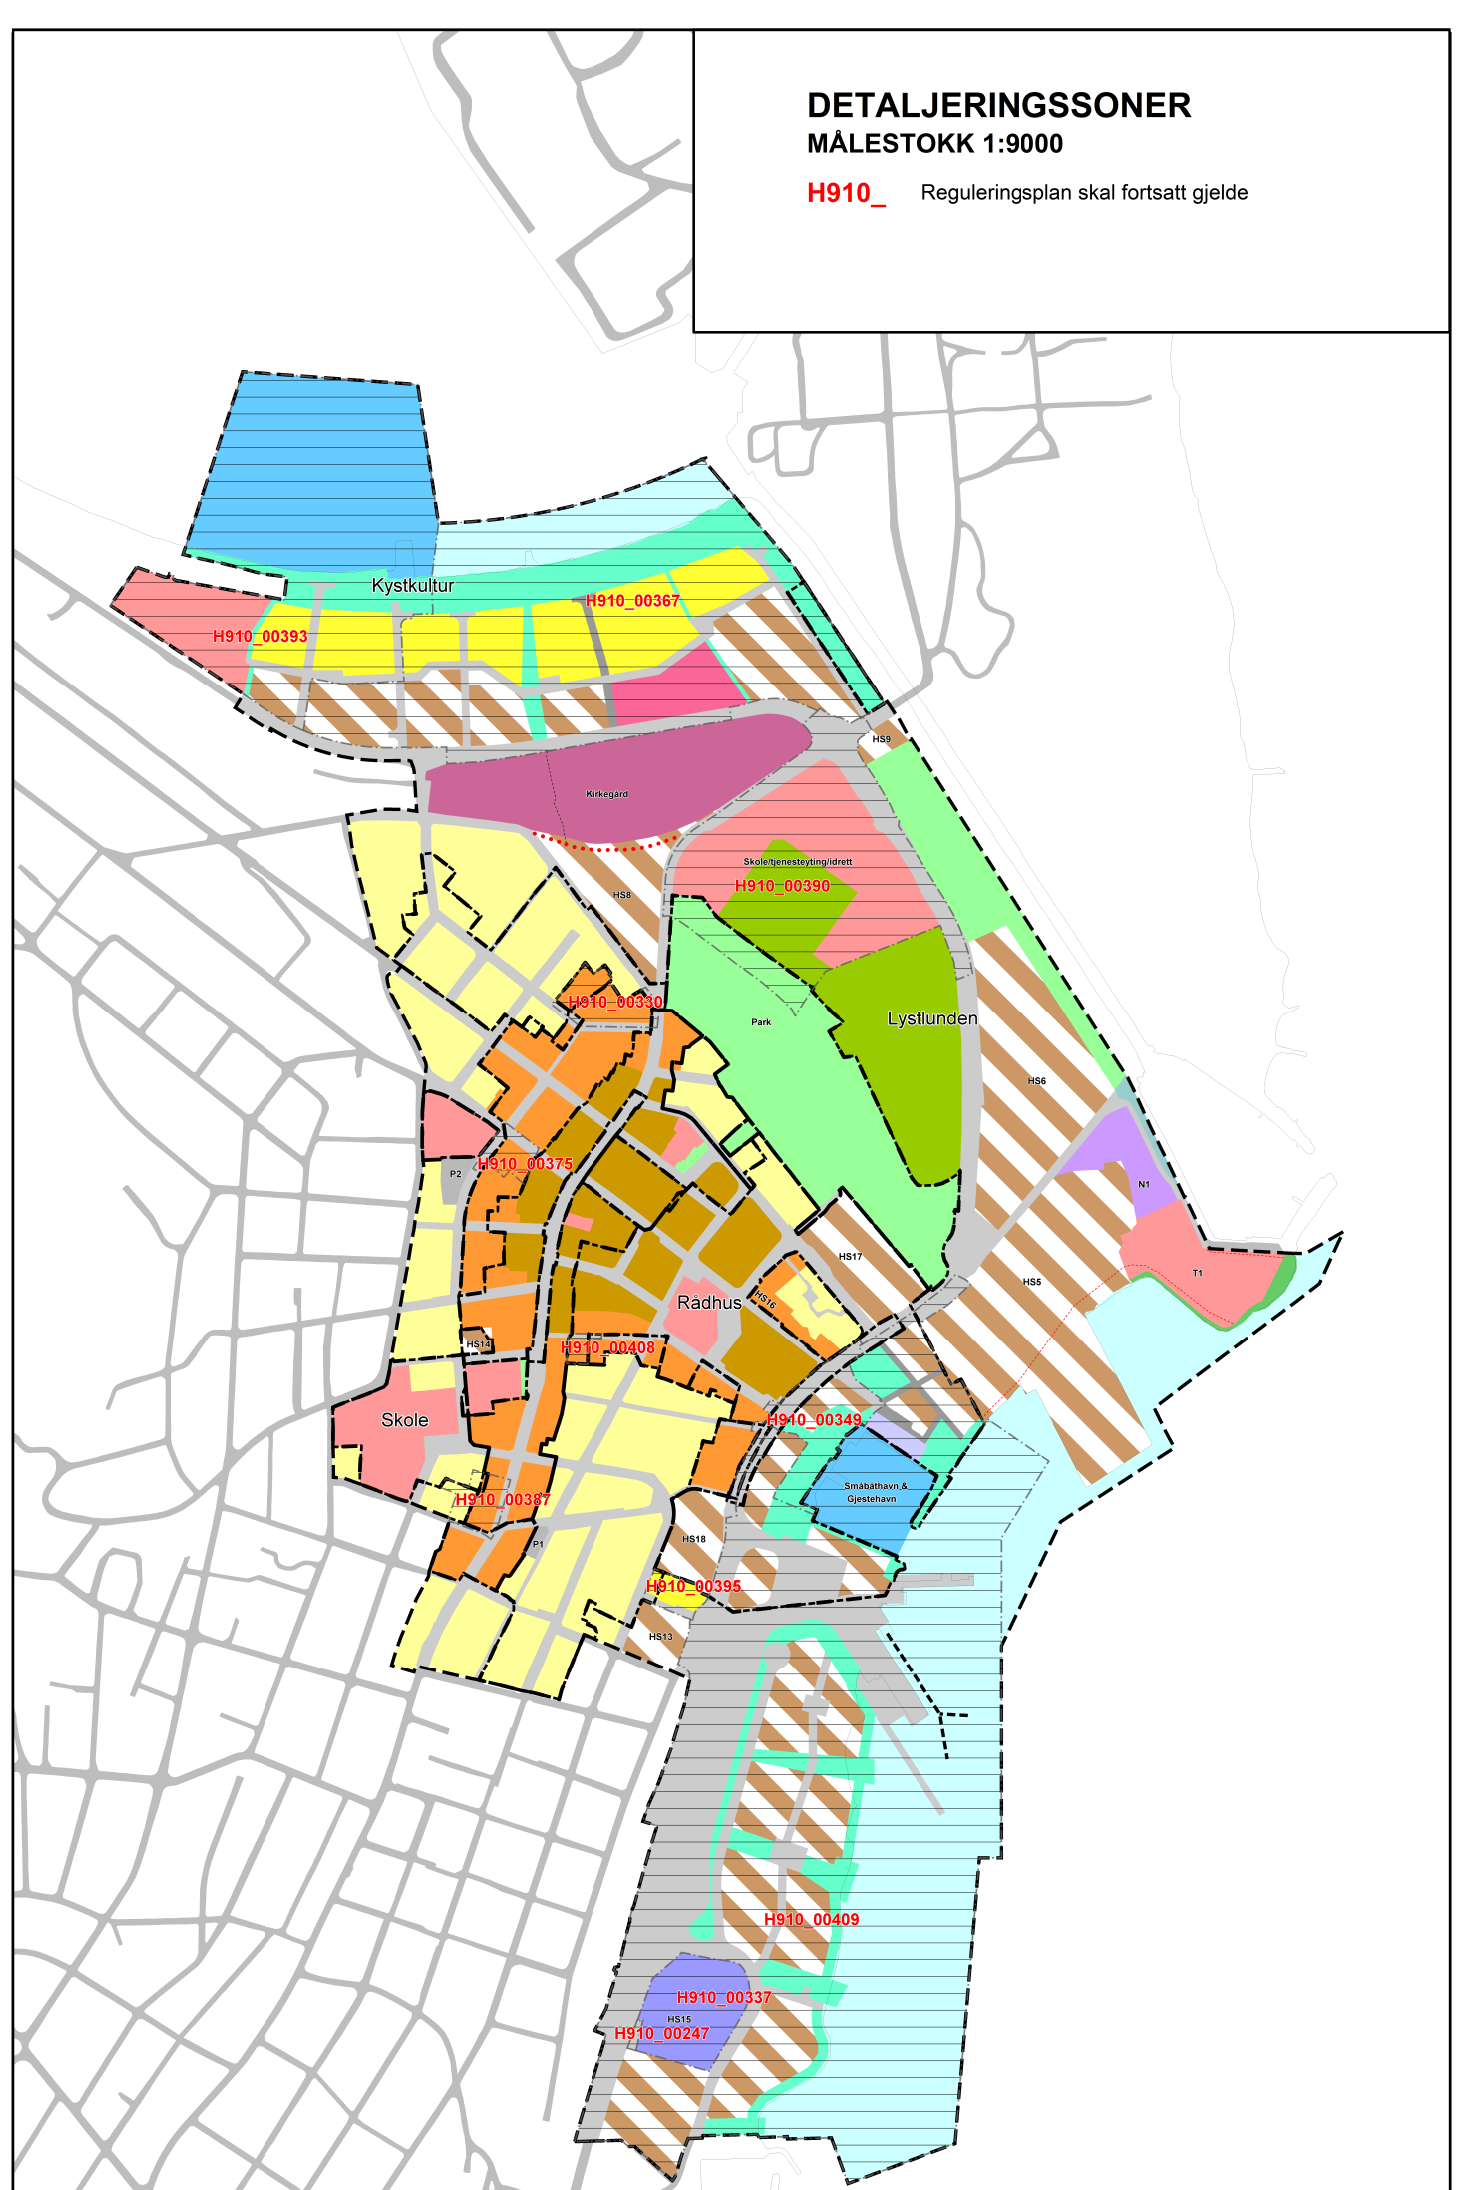 DETALJERINGSSONER
MÅLESTOKK 1:9000
H910_ Reguleringsplan skal fortsatt gjelde
Kystkultur
H910_00367
H910_00393
HS9
Kirkegård
Skole/tjenesteyting/idrett
H910_00390
HS8
H910_00330
Park
Lystlunden
HS6
H910_00375
P2
N1
HS17
T1
HS5
Rådhus
HS16
HS14
H910_00408
Skole
H910_00349
Småbåthavn &
Gjestehavn
H910_00387
HS18
P1
H910_00395
HS13
H910_00409
H910_00337
HS15
H910_00247